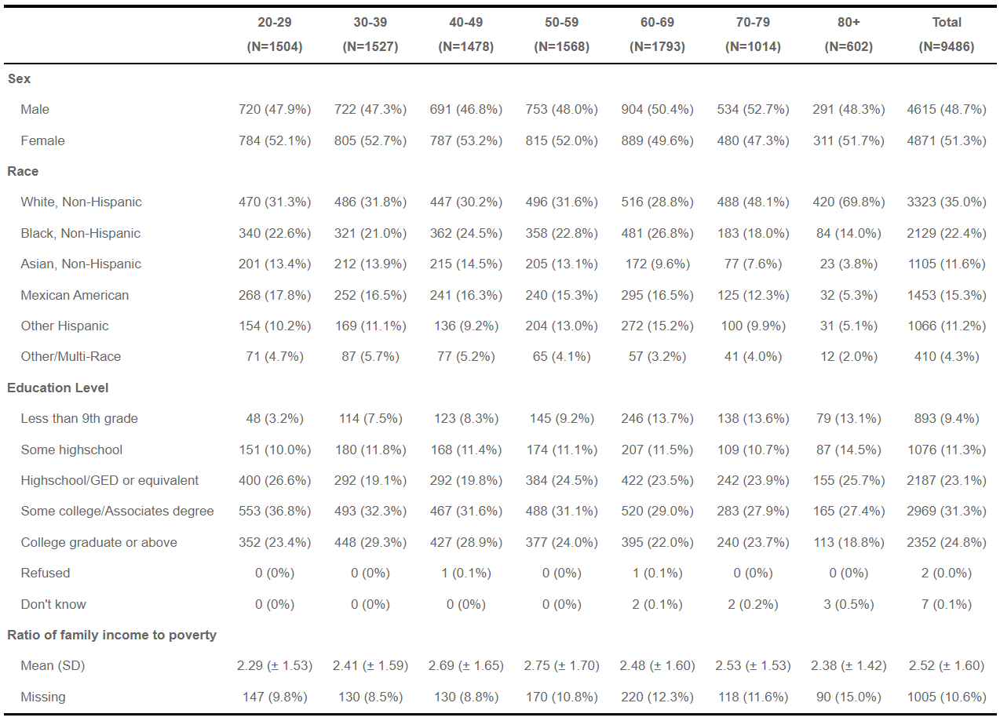 20-29 30-39 40-49 50-59 60-69 70-79 80+ Total
(N=1504) (N=1527) (N=1478) (N=1568) (N=1793) (N=1014) (N=602) (N=9486)
Sex
Male 720 (47.9%) 722 (47.3%) 691 (46.8%) 753 (48.0%) 904 (50.4%) 534 (52.7%) 291 (48.3%) 4615 (48.7%)
Female 784 (52.1%) 805 (52.7%) 787 (53.2%) 815 (52.0%) 889 (49.6%) 480 (47.3%) 311 (51.7%) 4871 (51.3%)
Race
White, Non-Hispanic 470 (31.3%) 486 (31.8%) 447 (30.2%) 496 (31.6%) 516 (28.8%) 488 (48.1%) 420 (69.8%) 3323 (35.0%)
Black, Non-Hispanic 340 (22.6%) 321 (21.0%) 362 (24.5%) 358 (22.8%) 481 (26.8%) 183 (18.0%) 84 (14.0%) 2129 (22.4%)
Asian, Non-Hispanic 201 (13.4%) 212 (13.9%) 215 (14.5%) 205 (13.1%) 172 (9.6%) 77 (7.6%) 23 (3.8%) 1105 (11.6%)
Mexican American 268 (17.8%) 252 (16.5%) 241 (16.3%) 240 (15.3%) 295 (16.5%) 125 (12.3%) 32 (5.3%) 1453 (15.3%)
Other Hispanic 154 (10.2%) 169 (11.1%) 136 (9.2%) 204 (13.0%) 272 (15.2%) 100 (9.9%) 31 (5.1%) 1066 (11.2%)
Other/Multi-Race 71 (4.7%) 87 (5.7%) 77 (5.2%) 65 (4.1%) 57 (3.2%) 41 (4.0%) 12 (2.0%) 410 (4.3%)
Education Level
Less than 9th grade 48 (3.2%) 114 (7.5%) 123 (8.3%) 145 (9.2%) 246 (13.7%) 138 (13.6%) 79 (13.1%) 893 (9.4%)
Some highschool 151 (10.0%) 180 (11.8%) 168 (11.4%) 174 (11.1%) 207 (11.5%) 109 (10.7%) 87 (14.5%) 1076 (11.3%)
Highschool/GED or equivalent 400 (26.6%) 292 (19.1%) 292 (19.8%) 384 (24.5%) 422 (23.5%) 242 (23.9%) 155 (25.7%) 2187 (23.1%)
Some college/Associates degree 553 (36.8%) 493 (32.3%) 467 (31.6%) 488 (31.1%) 520 (29.0%) 283 (27.9%) 165 (27.4%) 2969 (31.3%)
College graduate or above 352 (23.4%) 448 (29.3%) 427 (28.9%) 377 (24.0%) 395 (22.0%) 240 (23.7%) 113 (18.8%) 2352 (24.8%)
Refused 0 (0%) 0 (0%) 1 (0.1%) 0 (0%) 1 (0.1%) 0 (0%) 0 (0%) 2 (0.0%)
Don't know 0 (0%) 0 (0%) 0 (0%) 0 (0%) 2 (0.1%) 2 (0.2%) 3 (0.5%) 7 (0.1%)
Ratio of family income to poverty
Mean (SD) 2.29 (± 1.53) 2.41 (± 1.59) 2.69 (± 1.65) 2.75 (± 1.70) 2.48 (± 1.60) 2.53 (± 1.53) 2.38 (± 1.42) 2.52 (± 1.60)
Missing 147 (9.8%) 130 (8.5%) 130 (8.8%) 170 (10.8%) 220 (12.3%) 118 (11.6%) 90 (15.0%) 1005 (10.6%)